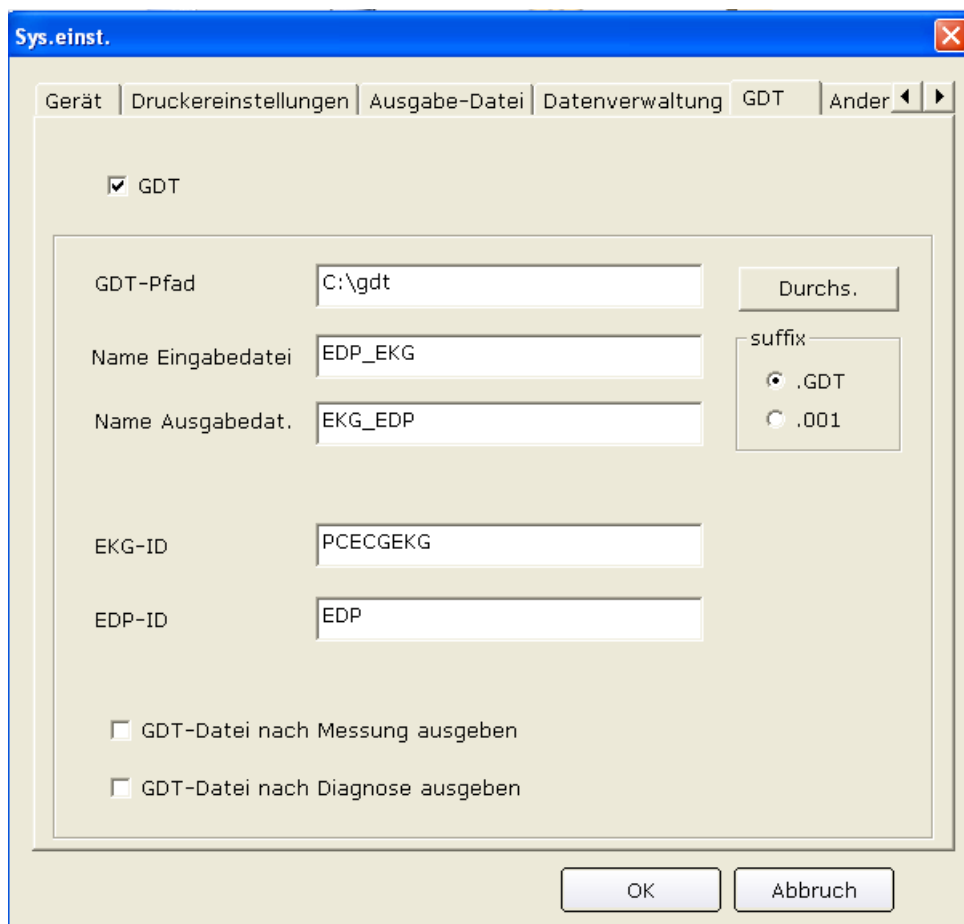 Sys.einst.
Gerät Druckereinstellungen Ausgabe-Datei Datenverwaltung GDT Ander
GDT
GDT-Pfad C:\gdt Durchs.
suffix
Name Eingabedatei EDP_EKG
.GDT
Name Ausgabedat. EKG_EDP
.001
EKG-ID PCECGEKG
EDP-ID EDP
GDT-Datei nach Messung ausgeben
GDT-Datei nach Diagnose ausgeben
OK Abbruch